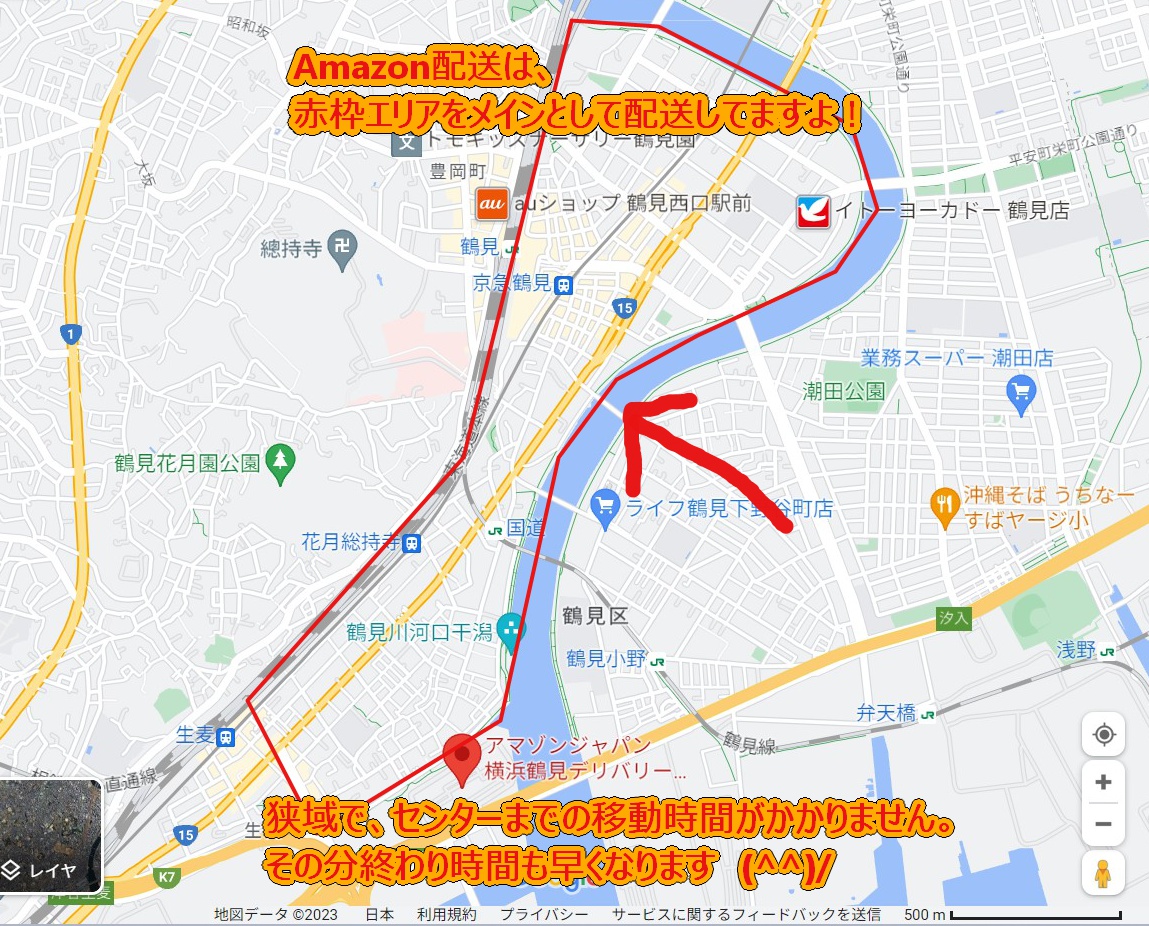 昭和坂
平安町栄町公園通り
Amazon配送は、
赤枠エリアをメインとして配送してますよ！
文
トモキッズナーサリー鶴見園
大坂
豊岡町
au
auショップ 鶴見西口駅前
イトーヨーカドー 鶴見店
總持寺
鶴見
京急鶴見
15
1
業務スーパー 潮田店
潮田公園
東海道本線
鶴見花月園公園
沖縄そば うちなー
すばヤージ小
ライフ鶴見下野谷町店
JR
国道
花月総持寺
鶴見区
汐入
鶴見川河口干潟
鶴見小野
JR
浅野
JR
弁天橋
JR
生麦
鶴見線
アマゾンジャパン
横浜鶴見デリバリー...
直通線
狭域で、センターまでの移動時間がかかりません。
15
その分終わり時間も早くなります (^^)/
レイヤ
K7
地図データ ©2023 日本 利用規約 プライバシー サービスに関するフィードバックを送信 500 m